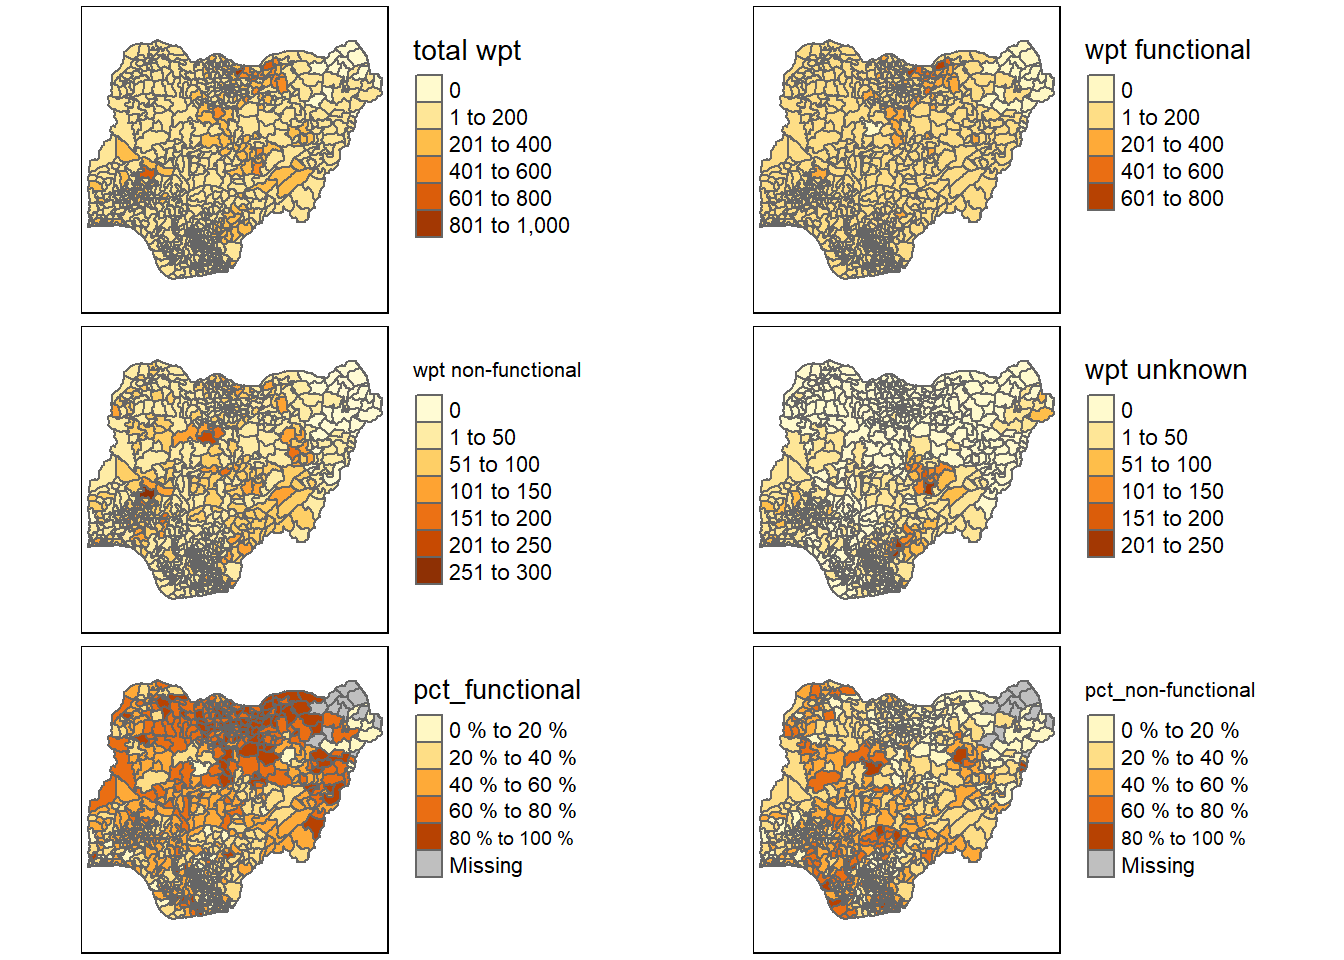 total wpt
0
1 to 200
201 to 400
401 to 600
601 to 800
801 to 1,000
wpt functional
0
1 to 200
201 to 400
401 to 600
601 to 800
wpt non-functional
0
1 to 50
51 to 100
101 to 150
151 to 200
201 to 250
251 to 300
wpt unknown
0
1 to 50
51 to 100
101 to 150
151 to 200
201 to 250
pct_functional
0 % to 20 %
20 % to 40 %
40 % to 60 %
60 % to 80 %
80 % to 100 %
Missing
pct_non-functional
0 % to 20 %
20 % to 40 %
40 % to 60 %
60 % to 80 %
80 % to 100 %
Missing